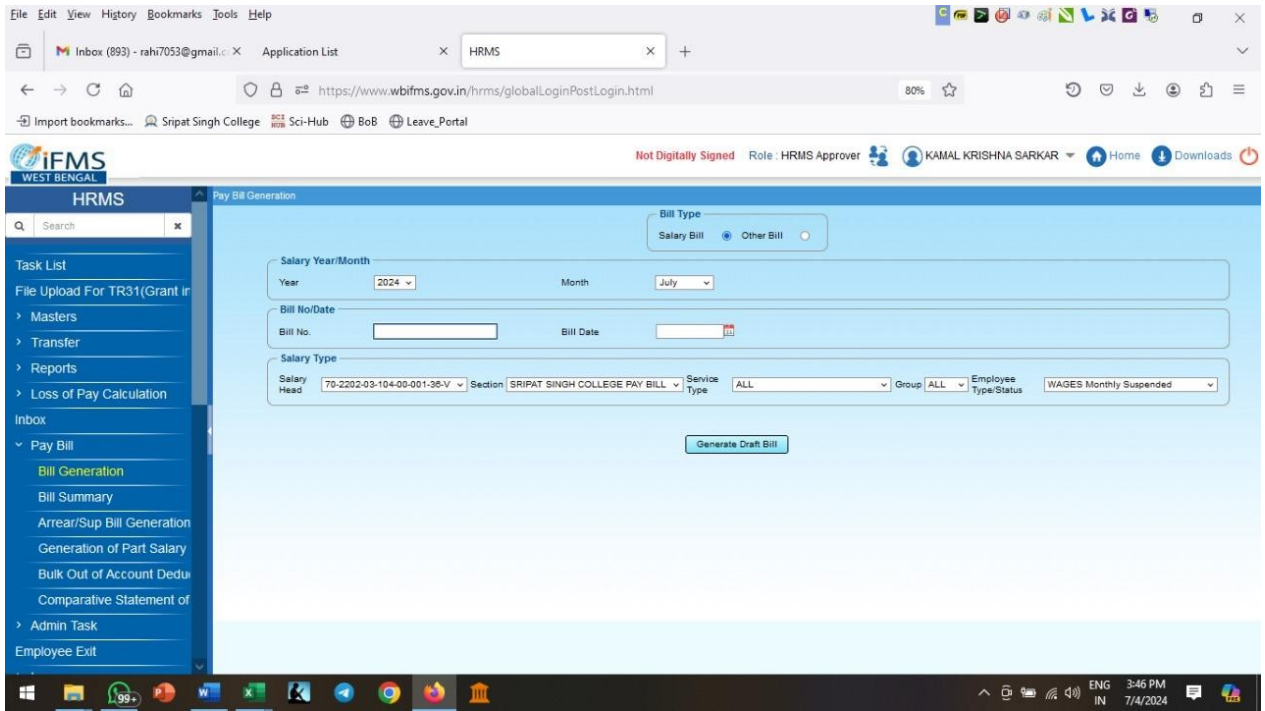 File Edit View History Bookmarks Tools Help
Inbox (893) - rahi7053@gmail.c Application List HRMS
https://www.wbifms.gov.in/hrms/globalLoginPostLogin.html 80%
Import bookmarks... Sripat Singh College Sci-Hub BoB Leave_Portal
iFMS
WEST BENGAL
Not Digitally Signed Role : HRMS Approver KAMAL KRISHNA SARKAR Home Downloads
HRMS
Search
Task List
File Upload For TR31(Grant in
Masters
Transfer
Reports
Loss of Pay Calculation
Inbox
Pay Bill
Bill Generation
Bill Summary
Arrear/Sup Bill Generation
Generation of Part Salary
Bulk Out of Account Dedu
Comparative Statement of
Admin Task
Employee Exit
Pay Bill Generation
Bill Type
Salary Bill Other Bill
Salary Year/Month
Year 2024 Month July
Bill No/Date
Bill No. Bill Date
Salary Type
Salary Head 70-2202-03-104-00-001-36-V Section SRIPAT SINGH COLLEGE PAY BILL Service Type ALL Group ALL Employee Type/Status WAGES Monthly Suspended
Generate Draft Bill
99+
ENG 3:46 PM
IN 7/4/2024